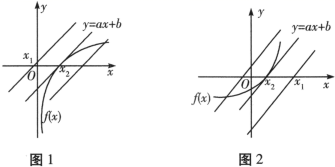 y
y=ax+b
x₁
O
x₂
x
f(x)
图1
y
y=ax+b
f(x)
O
x₂
x₁
x
图2